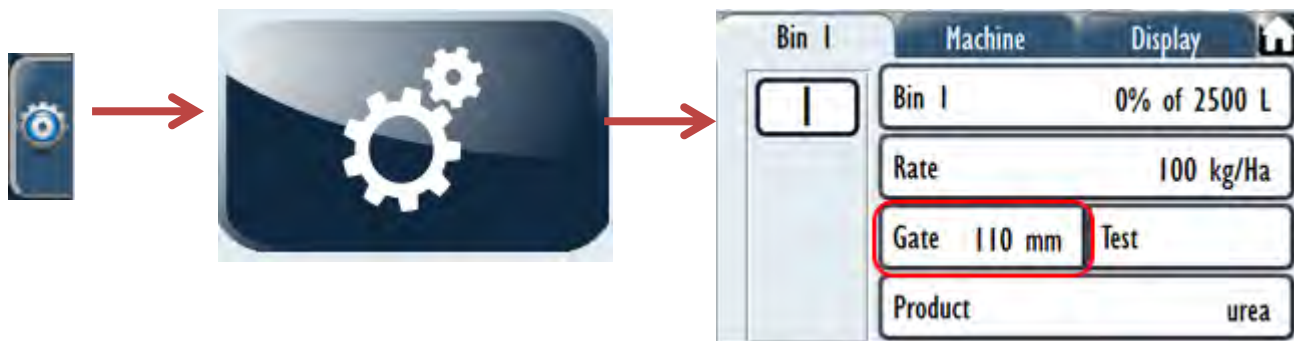 Bin 1 Machine Display
1
Bin 1 0% of 2500 L
Rate 100 kg/Ha
Gate 110 mm Test
Product urea